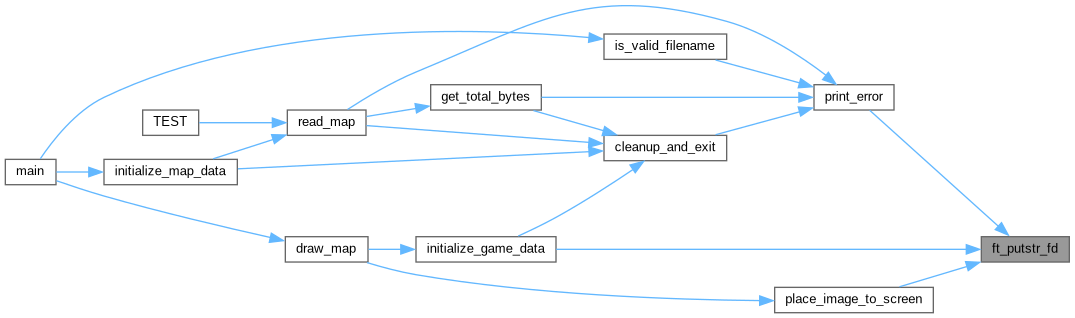 is_valid_filename
get_total_bytes
print_error
TEST
read_map
cleanup_and_exit
main
initialize_map_data
draw_map
initialize_game_data
ft_putstr_fd
place_image_to_screen